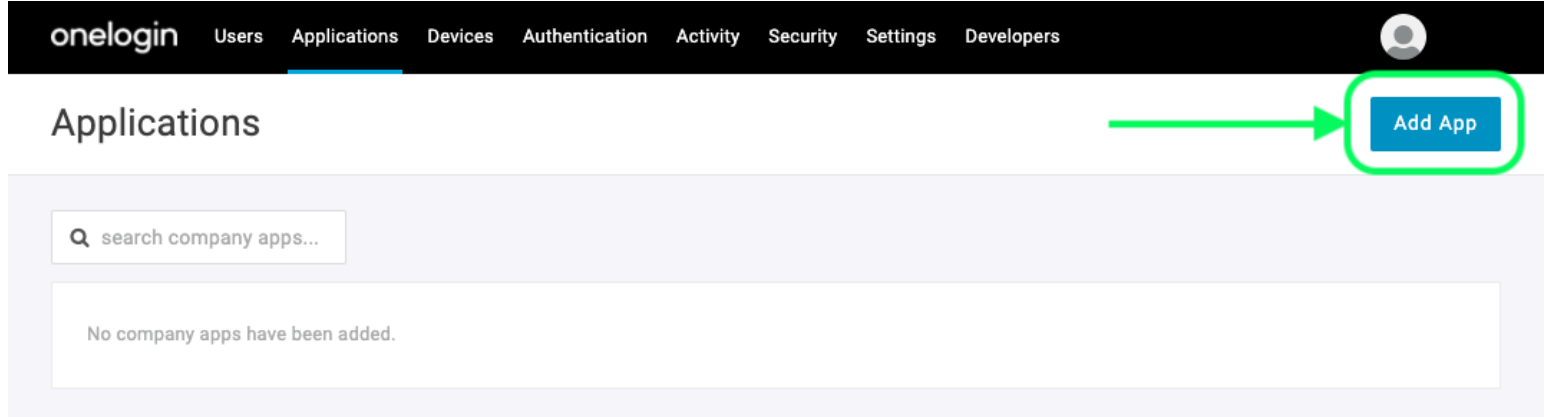 onelogin Users Applications Devices Authentication Activity Security Settings Developers
Applications
Add App
search company apps...
No company apps have been added.